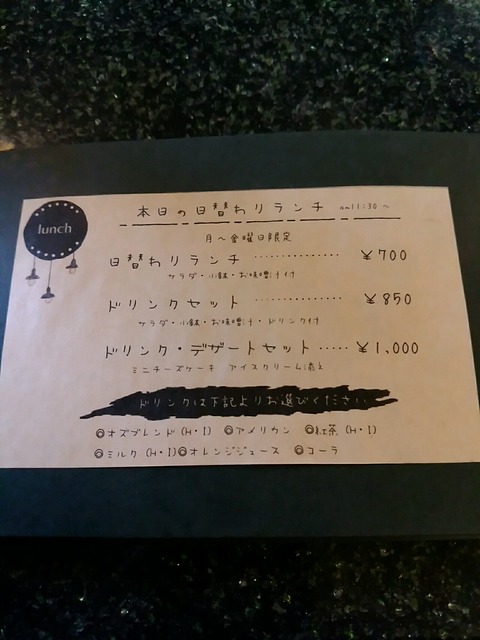 lunch
本日の日替わりランチ am11:30～
月～金曜日限定
日替わりランチ ‥‥‥‥‥ ¥700
サラダ・小鉢・お味噌汁付
ドリンクセット ‥‥‥‥‥ ¥850
サラダ・小鉢・お味噌汁・ドリンク付
ドリンク・デザートセット ‥‥‥ ¥1,000
ミニチーズケーキ アイスクリーム添え
ドリンクは下記よりお選びください
◎オズブレンド(H・I) ◎アメリカン ◎紅茶(H・I)
◎ミルク(H・I) ◎オレンジジュース ◎コーラ